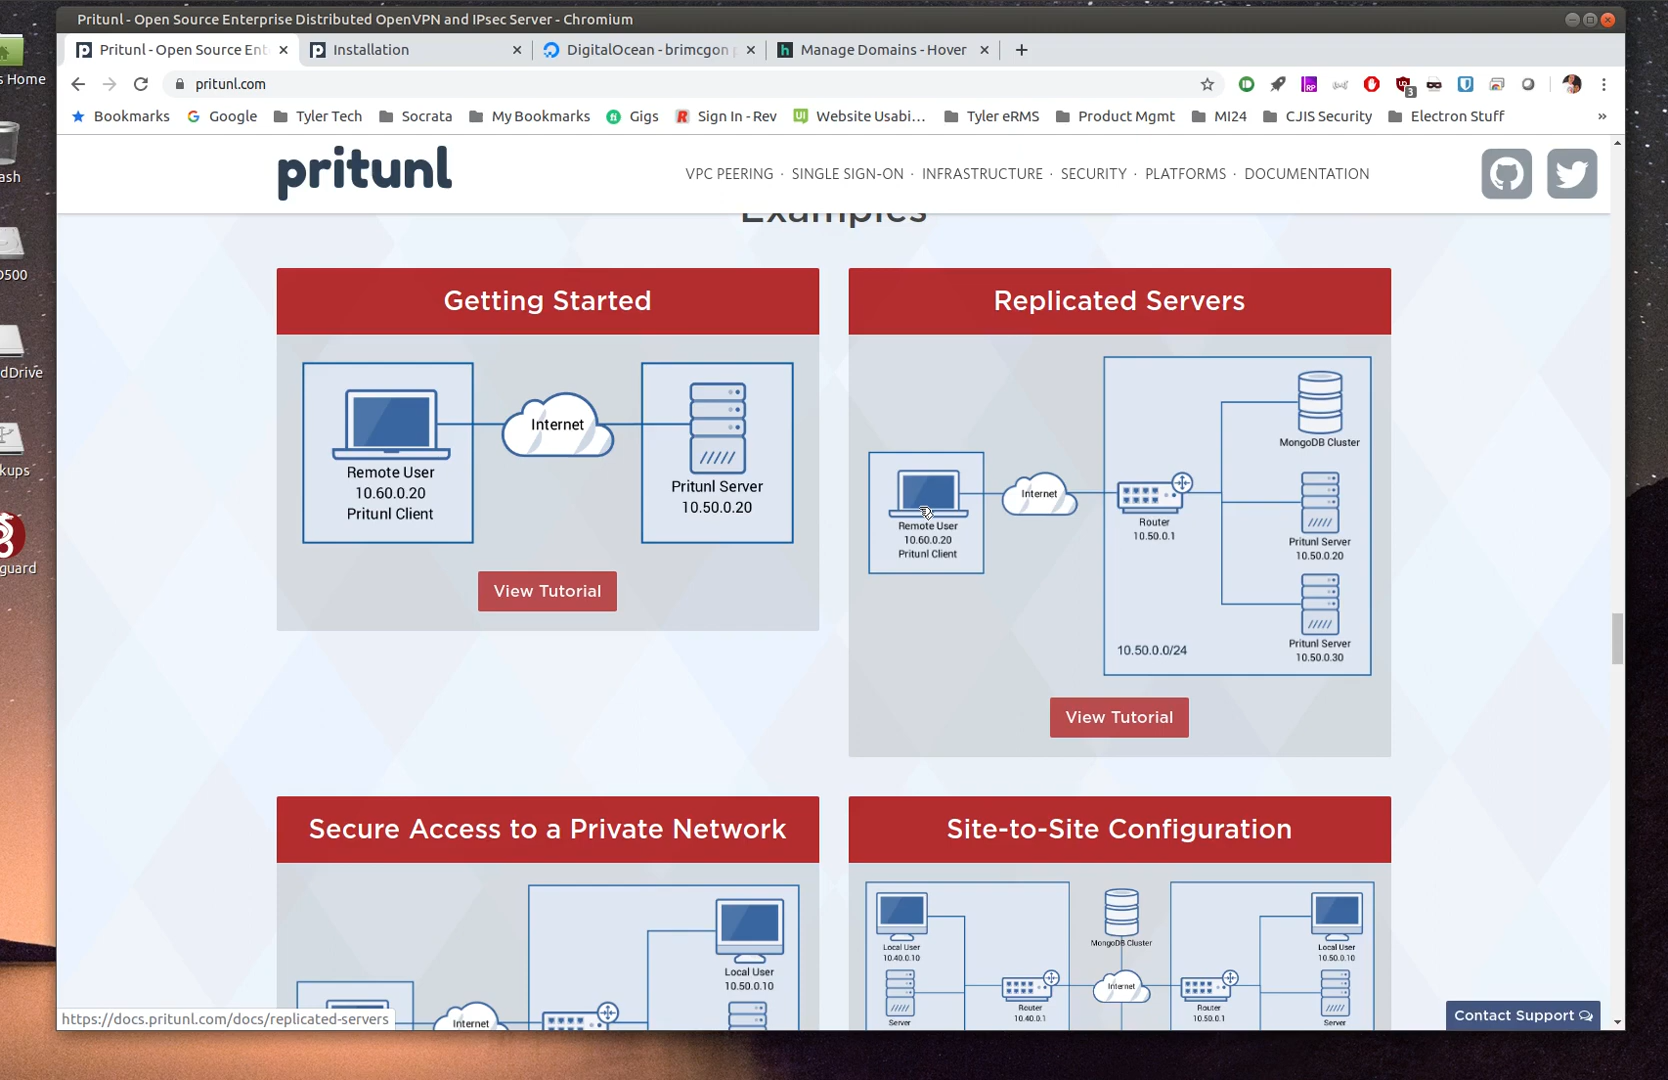 Pritunl - Open Source Enterprise Distributed OpenVPN and IPsec Server - Chromium
Pritunl - Open Source Ent
Installation
DigitalOcean - brimcgon
Manage Domains - Hover
pritunl.com
3
Bookmarks
Google
Tyler Tech
Socrata
My Bookmarks
Gigs
Sign In - Rev
Website Usabi...
Tyler eRMS
Product Mgmt
MI24
CJIS Security
Electron Stuff
»
s Home
ash
0500
dDrive
kups
guard
pritunl
VPC PEERING · SINGLE SIGN-ON · INFRASTRUCTURE · SECURITY · PLATFORMS · DOCUMENTATION
Examples
Getting Started
Remote User
10.60.0.20
Pritunl Client
Internet
Pritunl Server
10.50.0.20
View Tutorial
Replicated Servers
MongoDB Cluster
Remote User
10.60.0.20
Pritunl Client
Internet
Router
10.50.0.1
Pritunl Server
10.50.0.20
Pritunl Server
10.50.0.30
10.50.0.0/24
View Tutorial
Secure Access to a Private Network
Local User
10.50.0.10
Internet
Site-to-Site Configuration
Local User
10.40.0.10
Server
MongoDB Cluster
Router
10.40.0.1
Internet
Router
10.50.0.1
Local User
10.50.0.10
Server
https://docs.pritunl.com/docs/replicated-servers
Contact Support